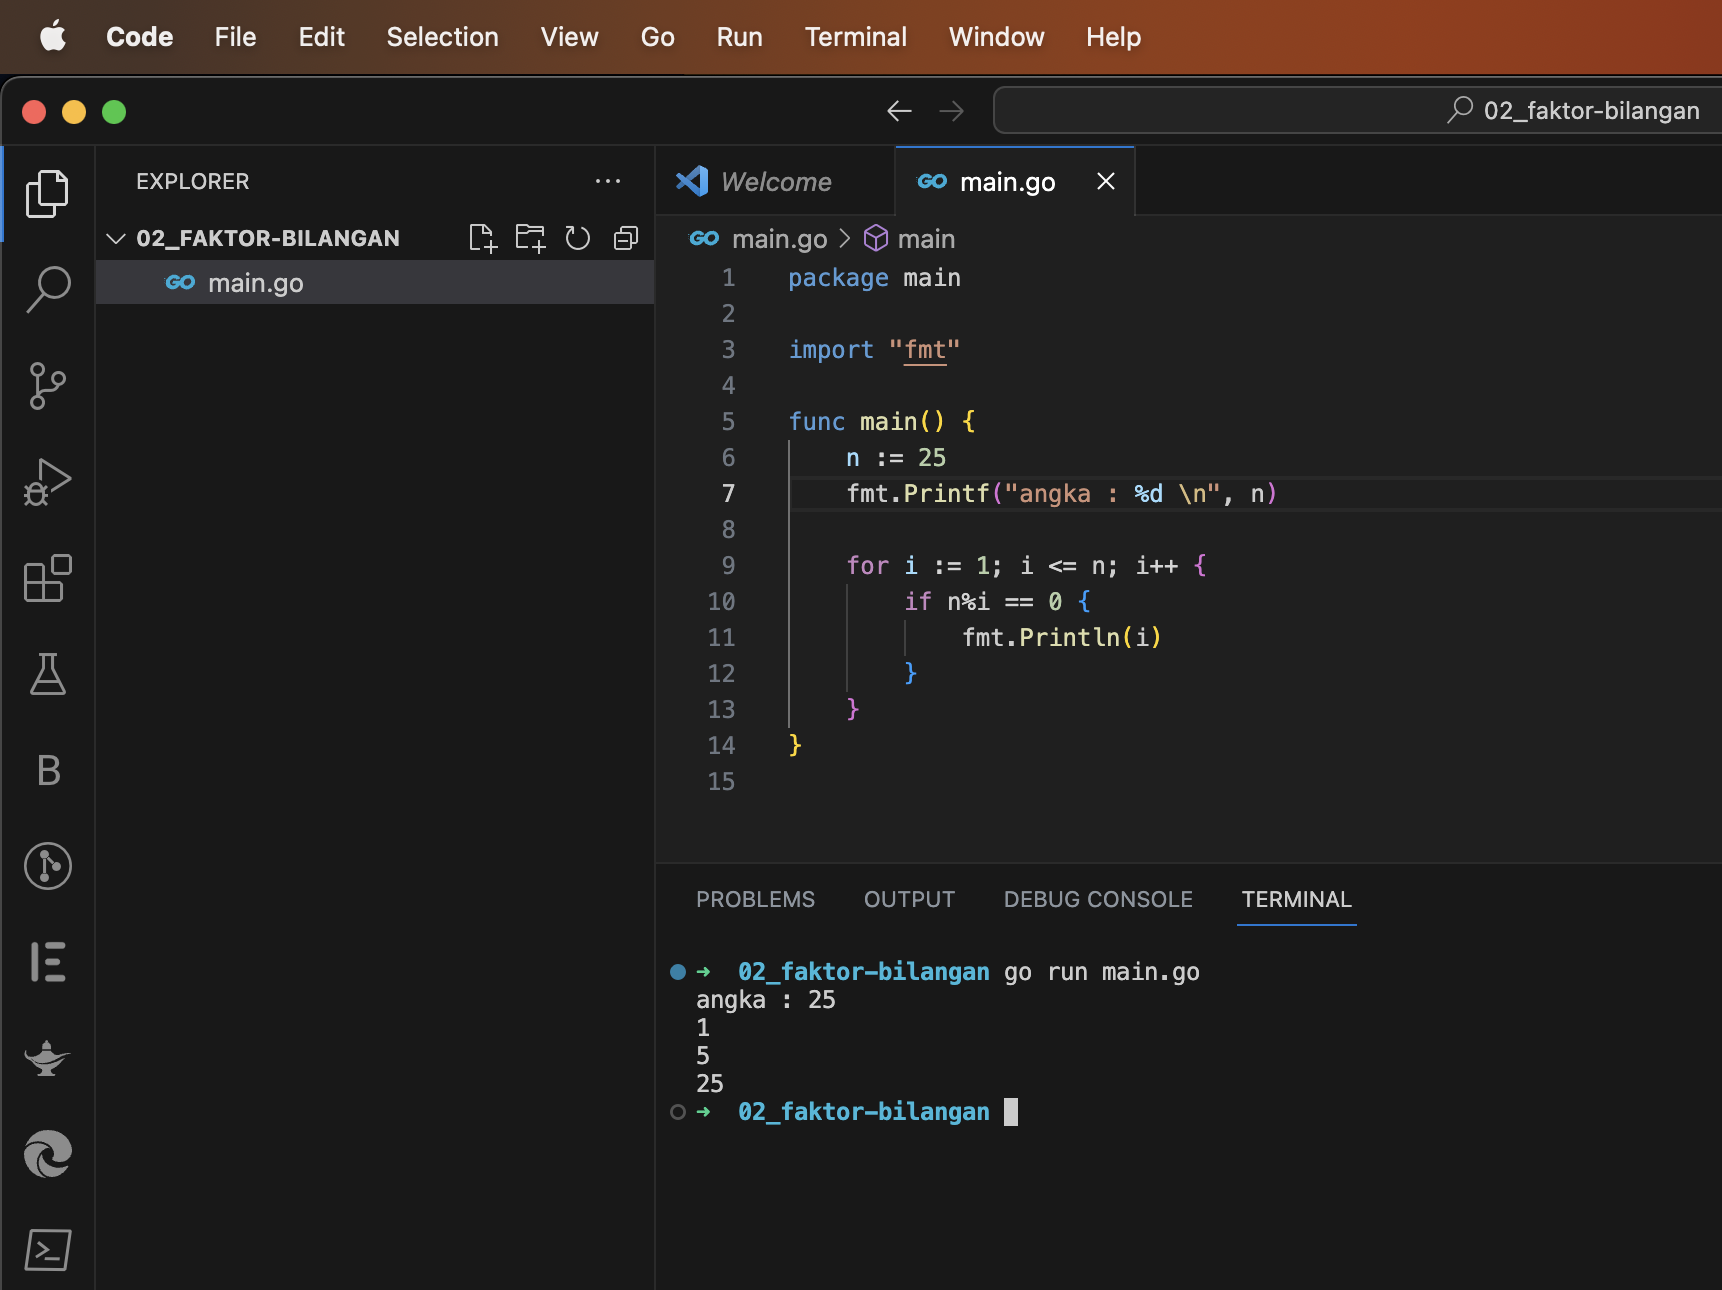 Code File Edit Selection View Go Run Terminal Window Help
02_faktor-bilangan
EXPLORER
02_FAKTOR-BILANGAN
GO main.go
Welcome
GO main.go
GO main.go > main
1 package main
2
3 import "fmt"
4
5 func main() {
6 n := 25
7 fmt.Printf("angka : %d \n", n)
8
9 for i := 1; i <= n; i++ {
10 if n%i == 0 {
11 fmt.Println(i)
12 }
13 }
14 }
15
B
PROBLEMS OUTPUT DEBUG CONSOLE TERMINAL
➜ 02_faktor-bilangan go run main.go
angka : 25
1
5
25
➜ 02_faktor-bilangan